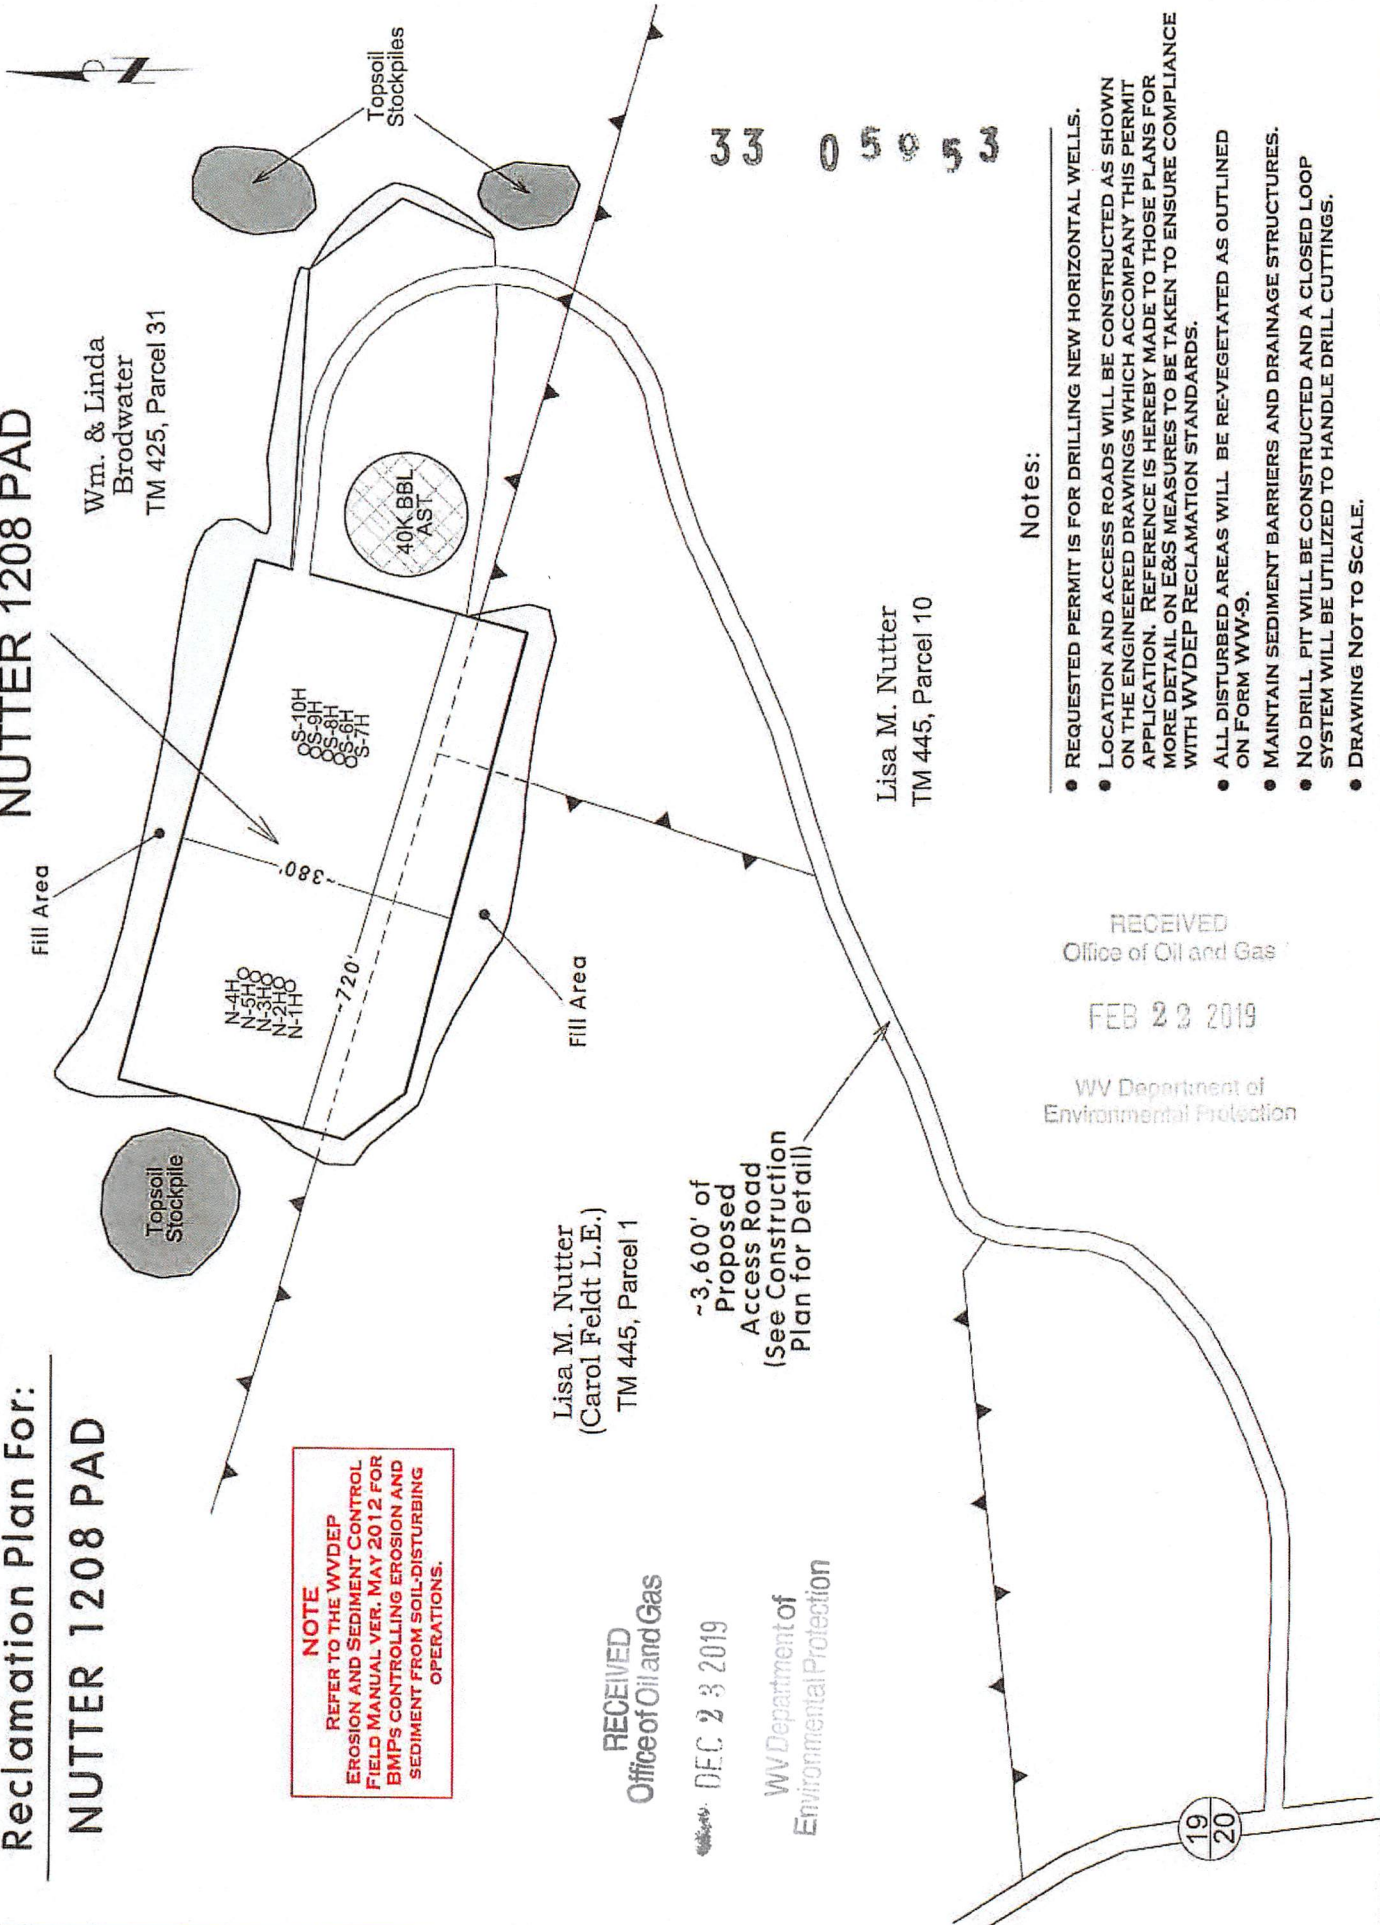 Reclamation Plan For:
NUTTER 1208 PAD
NUTTER 1208 PAD
Fill Area
Wm. & Linda
Brodwater
TM 425, Parcel 31
Topsoil
Stockpiles
Topsoil
Stockpile
N-4H
N-5H
N-3H
N-2H
N-1H
S-10H
S-9H
S-8H
S-6H
S-7H
~380'
~720'
40K BBL
AST
Fill Area
NOTE
REFER TO THE WVDEP
EROSION AND SEDIMENT CONTROL
FIELD MANUAL VER. MAY 2012 FOR
BMPS CONTROLLING EROSION AND
SEDIMENT FROM SOIL-DISTURBING
OPERATIONS.
Lisa M. Nutter
(Carol Feldt L.E.)
TM 445, Parcel 1
~3,600' of
Proposed
Access Road
(See Construction
Plan for Detail)
Lisa M. Nutter
TM 445, Parcel 10
33 05953
RECEIVED
Office of Oil and Gas
DEC 23 2019
WV Department of
Environmental Protection
RECEIVED
Office of Oil and Gas
FEB 2 2019
WV Department of
Environmental Protection
19
20
Notes:
● REQUESTED PERMIT IS FOR DRILLING NEW HORIZONTAL WELLS.
● LOCATION AND ACCESS ROADS WILL BE CONSTRUCTED AS SHOWN
ON THE ENGINEERED DRAWINGS WHICH ACCOMPANY THIS PERMIT
APPLICATION. REFERENCE IS HEREBY MADE TO THOSE PLANS FOR
MORE DETAIL ON E&S MEASURES TO BE TAKEN TO ENSURE COMPLIANCE
WITH WVDEP RECLAMATION STANDARDS.
● ALL DISTURBED AREAS WILL BE RE-VEGETATED AS OUTLINED
ON FORM WW-9.
● MAINTAIN SEDIMENT BARRIERS AND DRAINAGE STRUCTURES.
● NO DRILL PIT WILL BE CONSTRUCTED AND A CLOSED LOOP
SYSTEM WILL BE UTILIZED TO HANDLE DRILL CUTTINGS.
● DRAWING NOT TO SCALE.